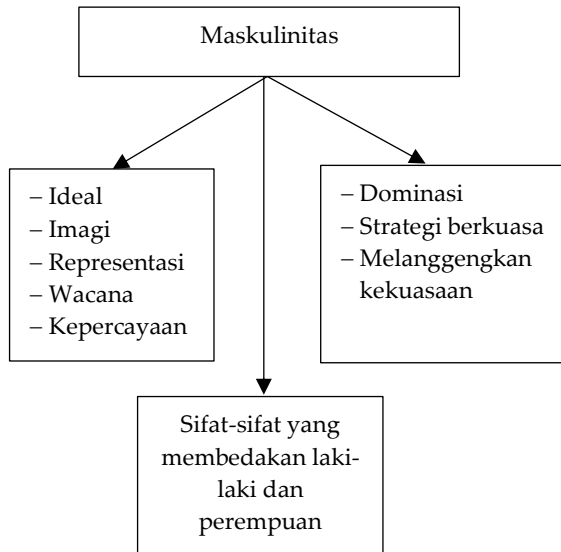 Maskulinitas
– Ideal
– Imagi
– Representasi
– Wacana
– Kepercayaan
– Dominasi
– Strategi berkuasa
– Melanggengkan
kekuasaan
Sifat-sifat yang
membedakan laki-
laki dan
perempuan